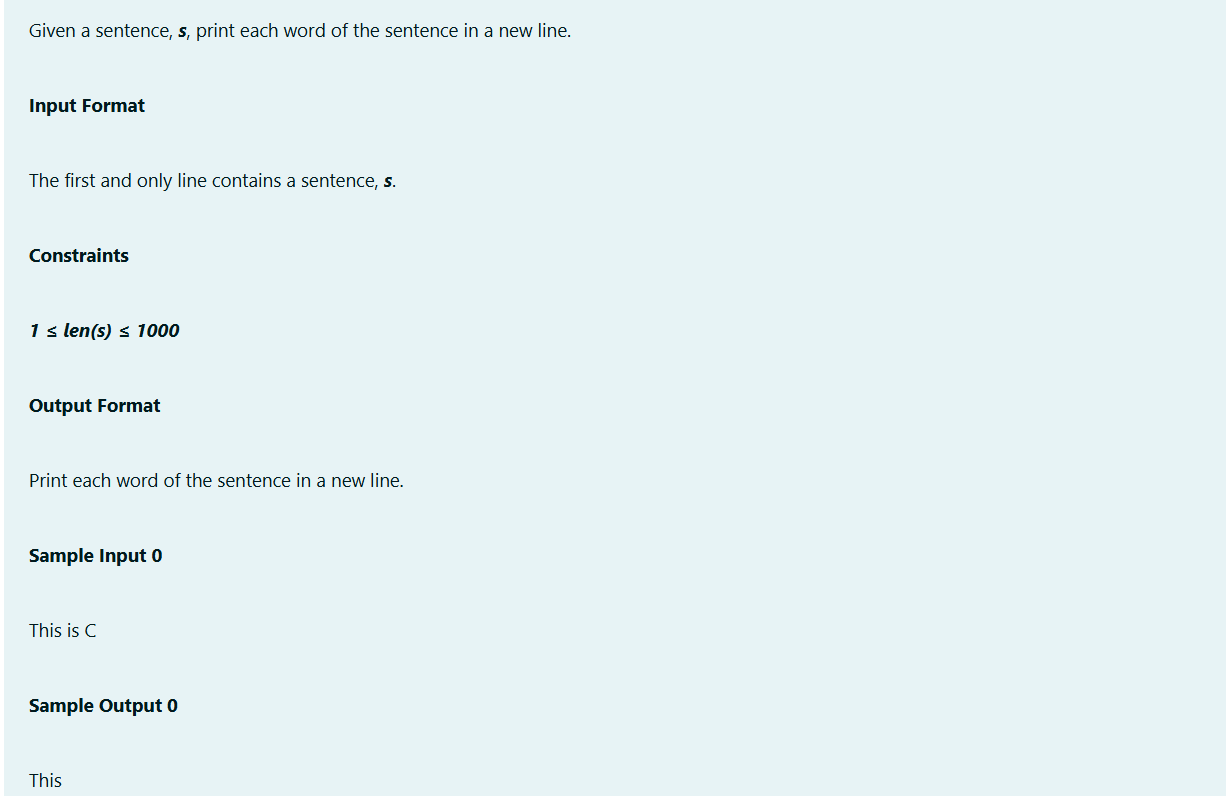 Given a sentence, s, print each word of the sentence in a new line.
Input Format
The first and only line contains a sentence, s.
Constraints
1 ≤ len(s) ≤ 1000
Output Format
Print each word of the sentence in a new line.
Sample Input 0
This is C
Sample Output 0
This